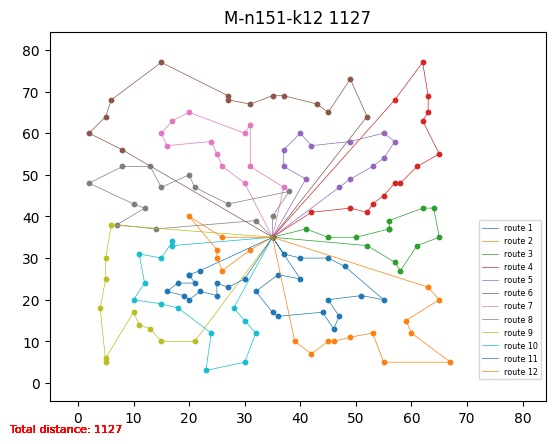 M-n151-k12 1127
80
70
60
50
40
30
20
10
0
route 1
route 2
route 3
route 4
route 5
route 6
route 7
route 8
route 9
route 10
route 11
route 12
0 10 20 30 40 50 60 70 80
Total distance: 1127